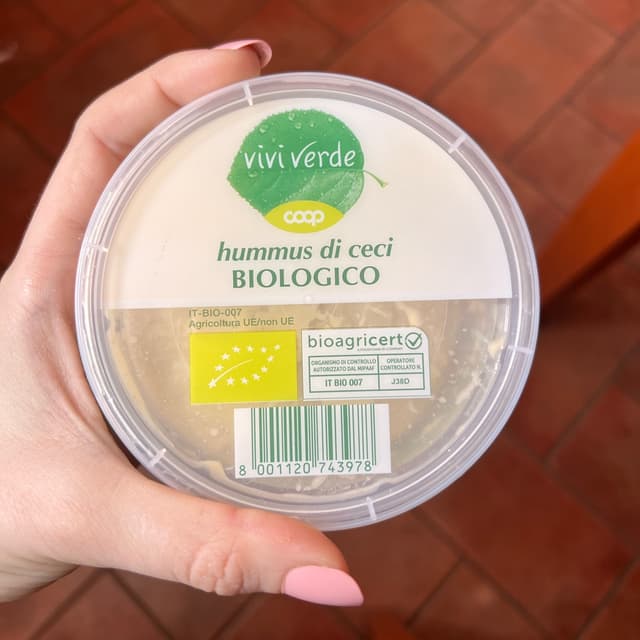 vivi verde
coop
hummus di ceci
BIOLOGICO
IT-BIO-007
Agricoltura UE/non UE
bioagricert
ORGANISMO DI CONTROLLO
AUTORIZZATO DAL MIPAAF
IT BIO 007
OPERATORE
CONTROLLATO N.
J38D
8 001120 743978